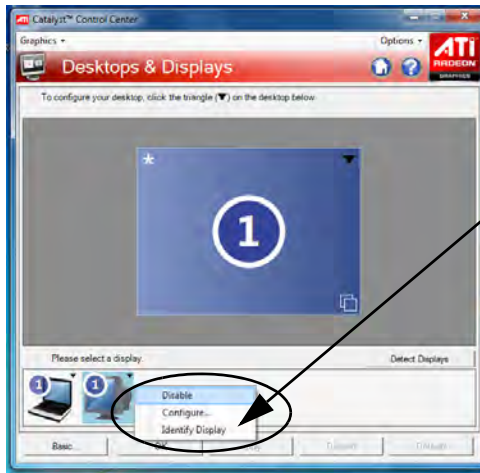 Catalyst™ Control Center
Graphics
Options
ATI
RADEON
GRAPHICS
Desktops & Displays
To configure your desktop, click the triangle (▼) on the desktop below.
1
Please select a display.
Detect Displays
1
1
Disable
Configure...
Identify Display
Basic...
OK